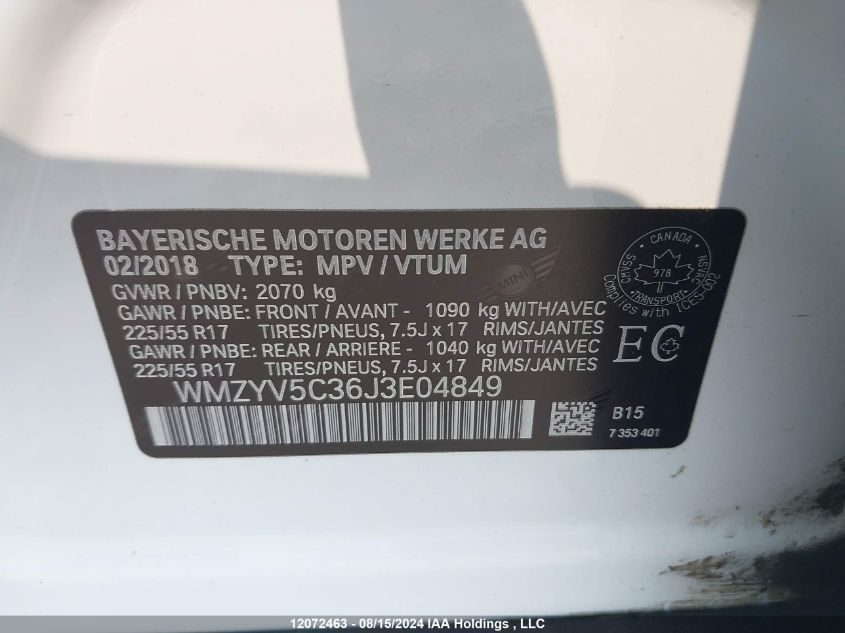 BAYERISCHE MOTOREN WERKE AG
02/2018 TYPE: MPV / VTUM
MINI
GVWR / PNBV: 2070 kg
GAWR / PNBE: FRONT / AVANT - 1090 kg WITH/AVEC
225/55 R17 TIRES/PNEUS, 7.5J x 17 RIMS/JANTES
GAWR / PNBE: REAR / ARRIERE - 1040 kg WITH/AVEC
225/55 R17 TIRES/PNEUS, 7.5J x 17 RIMS/JANTES
WMZYV5C36J3E04849
CANADA
CMVSS NSVAC
978
TRANSPORT
Complies with ICES-002
EC
B15
7 353 401
12072463 - 08/15/2024 IAA Holdings , LLC